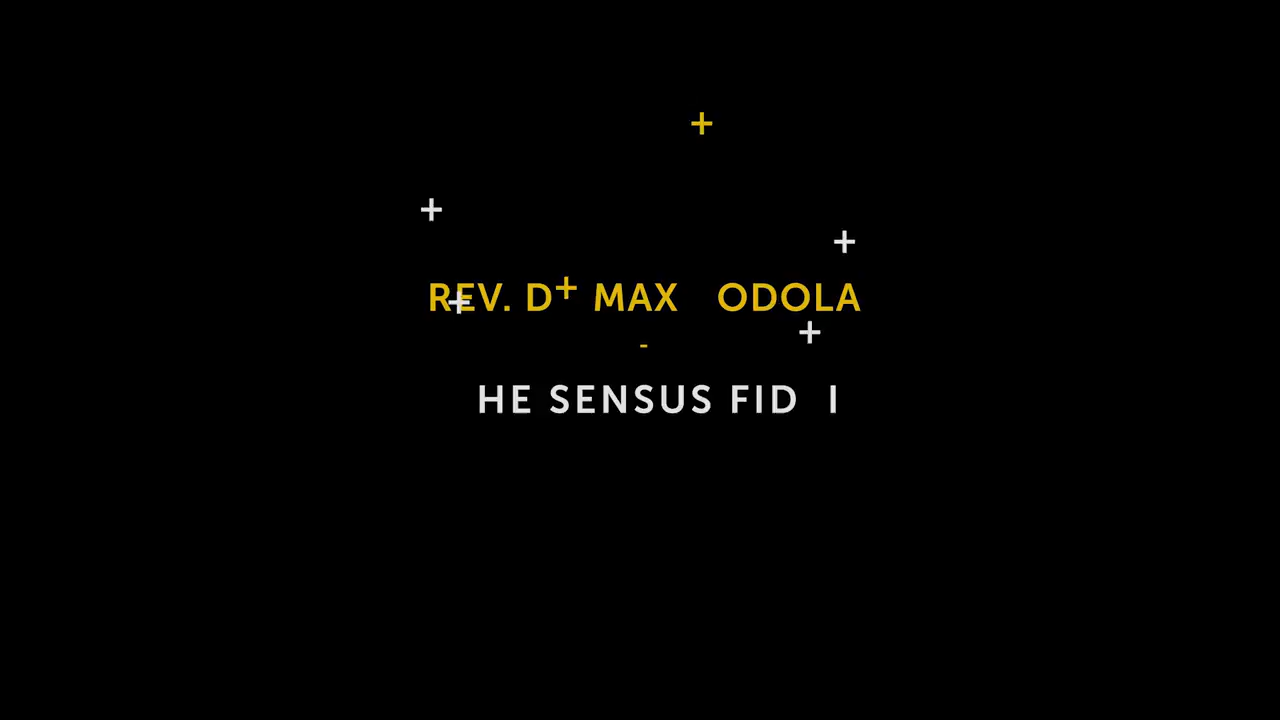 REV. D+ MAX ODOLA
-
HE SENSUS FID I